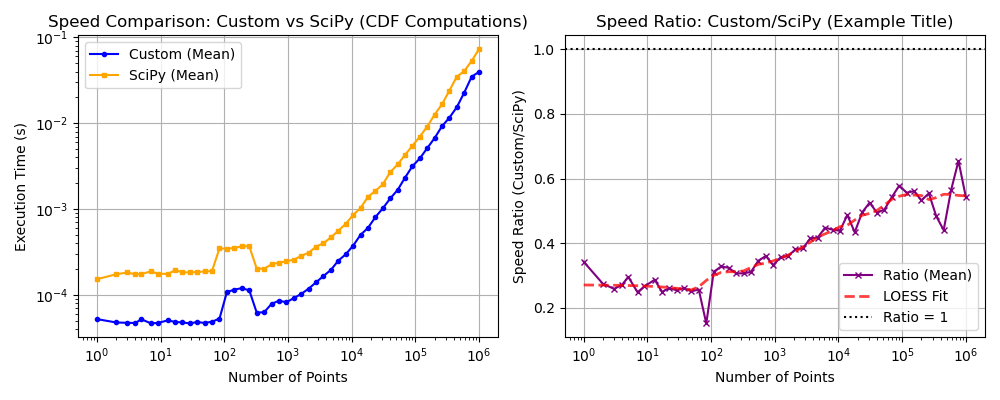 Speed Comparison: Custom vs SciPy (CDF Computations)
Execution Time (s)
10⁻¹
10⁻²
10⁻³
10⁻⁴
Custom (Mean)
SciPy (Mean)
10⁰ 10¹ 10² 10³ 10⁴ 10⁵ 10⁶
Number of Points
Speed Ratio: Custom/SciPy (Example Title)
Speed Ratio (Custom/SciPy)
1.0
0.8
0.6
0.4
0.2
Ratio (Mean)
LOESS Fit
Ratio = 1
10⁰ 10¹ 10² 10³ 10⁴ 10⁵ 10⁶
Number of Points